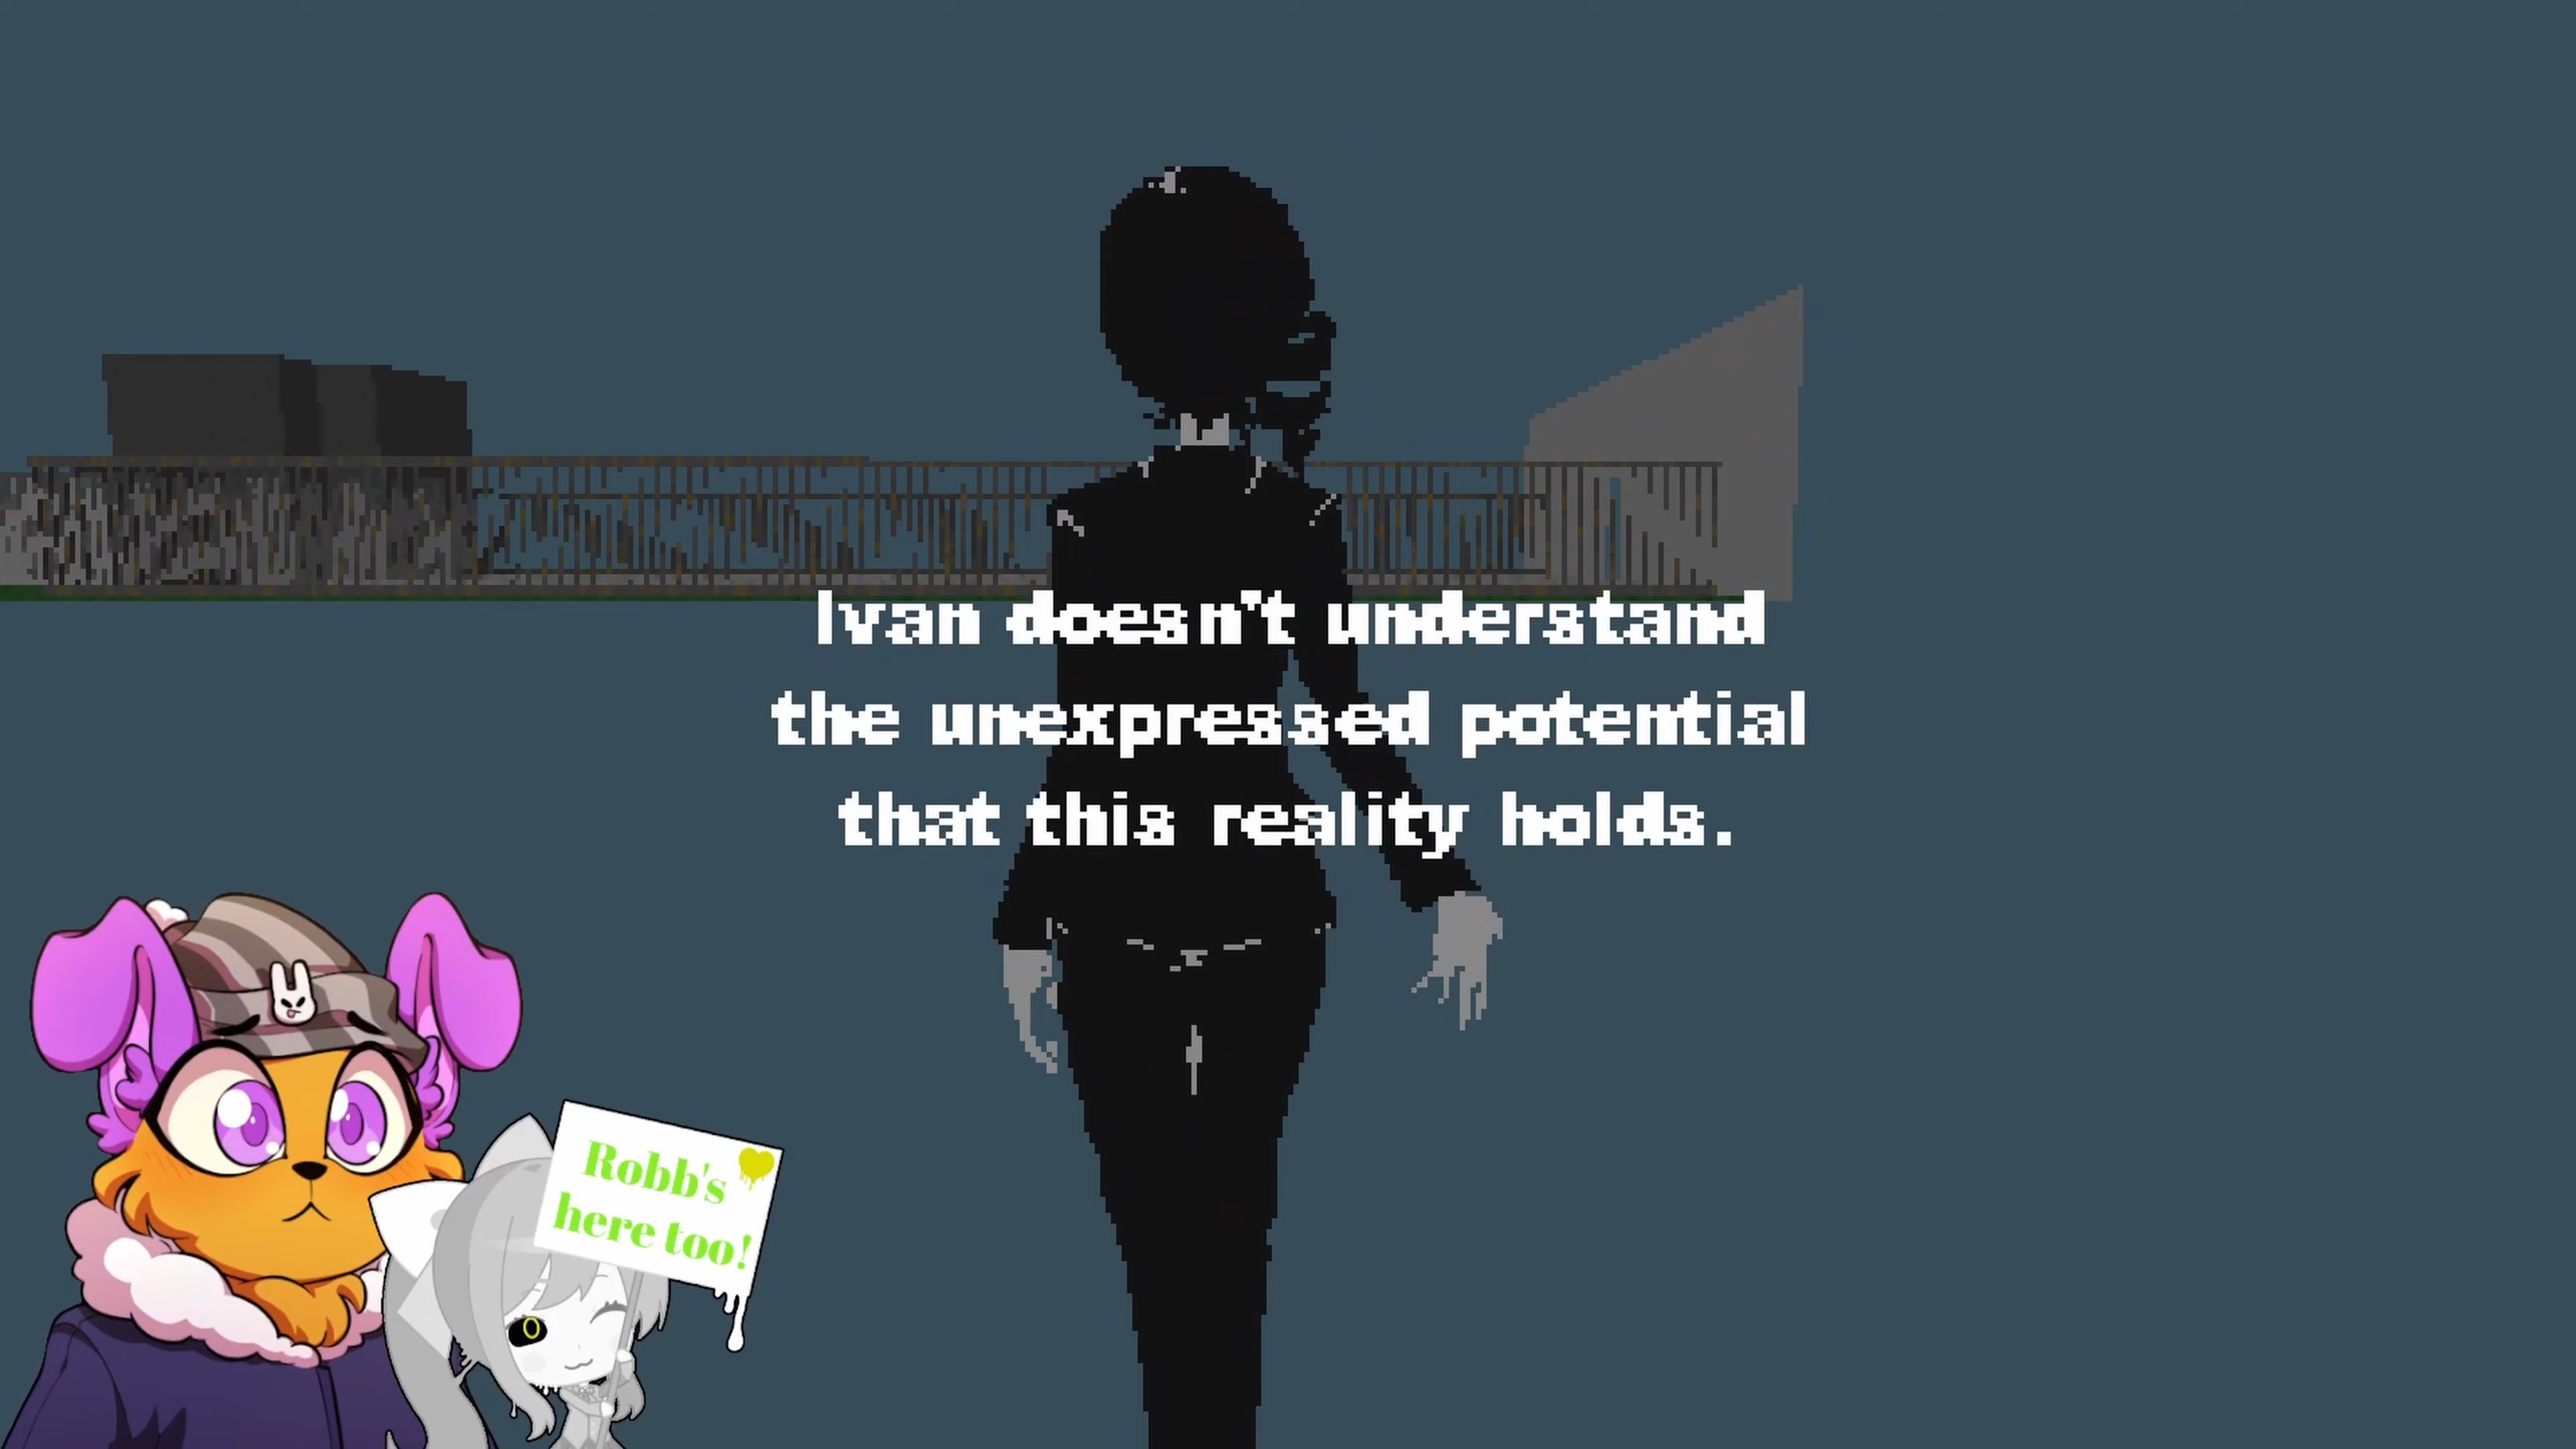 Ivan doesn't understand
the unexpressed potential
that this reality holds.
Robb's
here too!